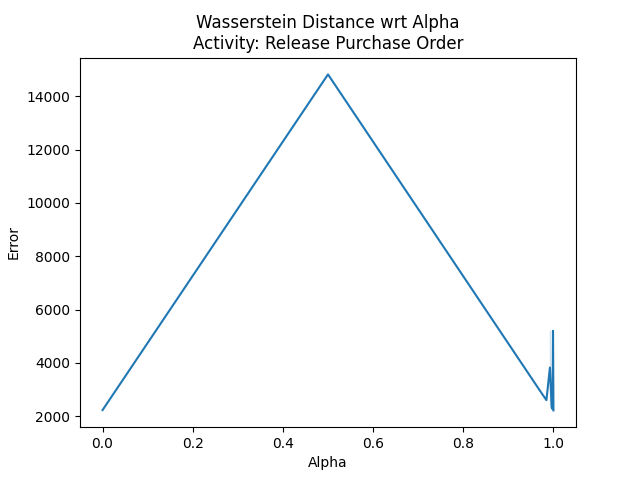 Wasserstein Distance wrt Alpha
Activity: Release Purchase Order
14000
12000
10000
8000
6000
4000
2000
Error
0.0 0.2 0.4 0.6 0.8 1.0
Alpha